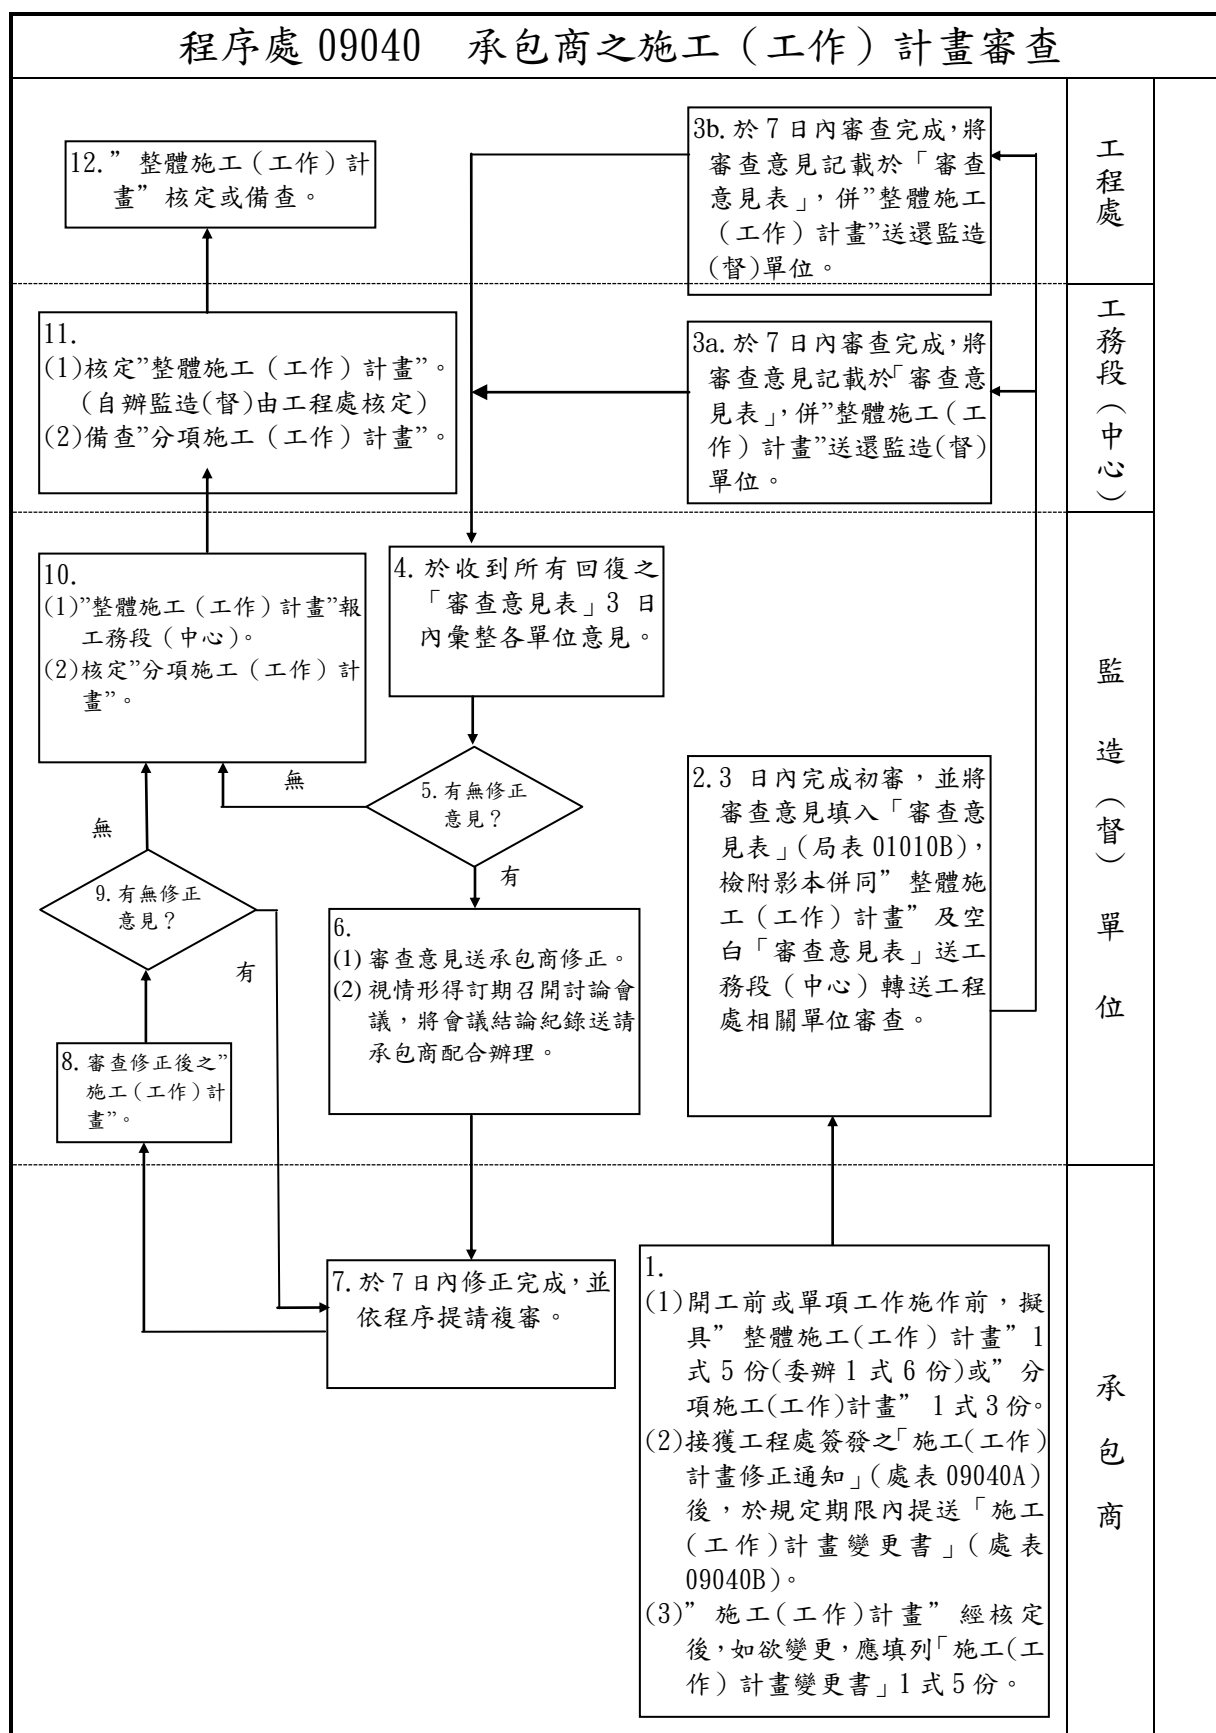 程序處 09040　承包商之施工（工作）計畫審查
12.”整體施工（工作）計
畫”核定或備查。
3b.於 7 日內審查完成，將
審查意見記載於「審查
意見表」，併”整體施工
（工作）計畫”送還監造
(督)單位。
工程處
11.
(1)核定”整體施工（工作）計畫”。
（自辦監造(督)由工程處核定）
(2)備查”分項施工（工作）計畫”。
3a.於 7 日內審查完成，將
審查意見記載於「審查意
見表」，併”整體施工（工
作）計畫”送還監造(督)
單位。
工務段（中心）
10.
(1)”整體施工（工作）計畫”報
工務段（中心）。
(2)核定”分項施工（工作）計
畫”。
4.於收到所有回復之
「審查意見表」3 日
內彙整各單位意見。
5.有無修正
意見？
無
有
2.3 日內完成初審，並將
審查意見填入「審查意
見表」(局表 01010B)，
檢附影本併同”整體施
工（工作）計畫”及空
白「審查意見表」送工
務段（中心）轉送工程
處相關單位審查。
無
9.有無修正
意見？
有
6.
(1)審查意見送承包商修正。
(2)視情形得訂期召開討論會
議，將會議結論紀錄送請
承包商配合辦理。
8.審查修正後之”
施工（工作）計
畫”。
監造（督）單位
7.於 7 日內修正完成，並
依程序提請複審。
1.
(1)開工前或單項工作施作前，擬
具”整體施工(工作)計畫”1
式 5 份(委辦 1 式 6 份)或”分
項施工(工作)計畫”1 式 3 份。
(2)接獲工程處簽發之「施工(工作)
計畫修正通知」(處表 09040A)
後，於規定期限內提送「施工
(工作)計畫變更書」(處表
09040B)。
(3)”施工(工作)計畫”經核定
後，如欲變更，應填列「施工(工
作)計畫變更書」1 式 5 份。
承包商